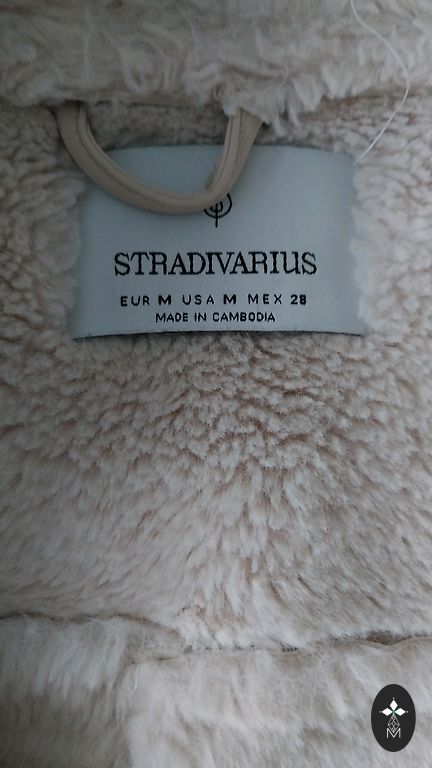 STRADIVARIUS
EUR M USA M MEX 28
MADE IN CAMBODIA
M